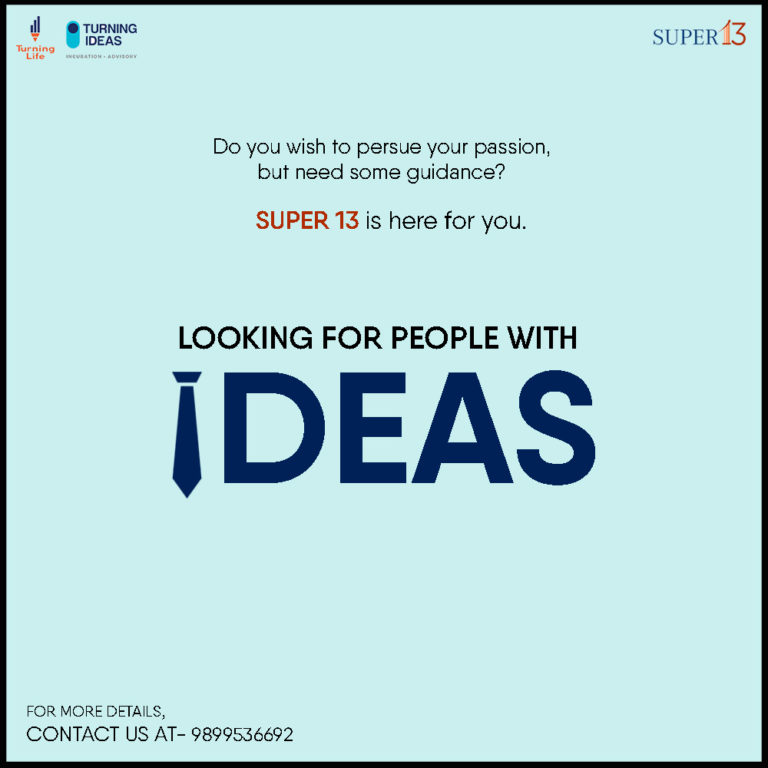 Turning
Life
TURNING
IDEAS
INCUBATION • ADVISORY
SUPER 13
Do you wish to persue your passion,
but need some guidance?
SUPER 13 is here for you.
LOOKING FOR PEOPLE WITH
IDEAS
FOR MORE DETAILS,
CONTACT US AT- 9899536692